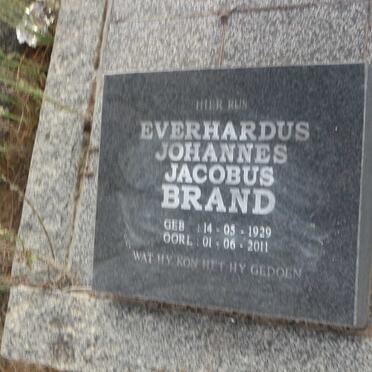 HIER RUS
EVERHARDUS
JOHANNES
JACOBUS
BRAND
GEB : 14 - 05 - 1929
OORL : 01 - 06 - 2011
WAT HY KON HET HY GEDOEN